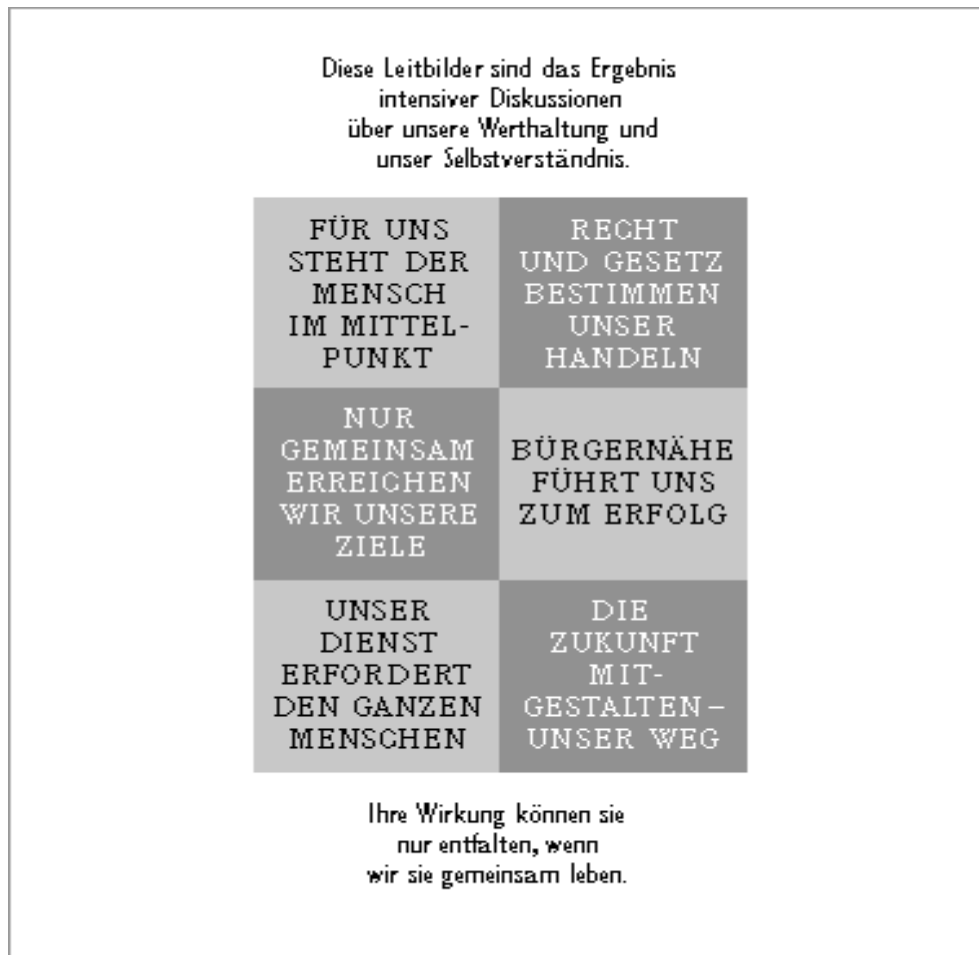 Diese Leitbilder sind das Ergebnis
intensiver Diskussionen
über unsere Werthaltung und
unser Selbstverständnis.
FÜR UNS
STEHT DER
MENSCH
IM MITTEL-
PUNKT
RECHT
UND GESETZ
BESTIMMEN
UNSER
HANDELN
NUR
GEMEINSAM
ERREICHEN
WIR UNSERE
ZIELE
BÜRGERNÄHE
FÜHRT UNS
ZUM ERFOLG
UNSER
DIENST
ERFORDERT
DEN GANZEN
MENSCHEN
DIE
ZUKUNFT
MIT-
GESTALTEN–
UNSER WEG
Ihre Wirkung können sie
nur entfalten, wenn
wir sie gemeinsam leben.